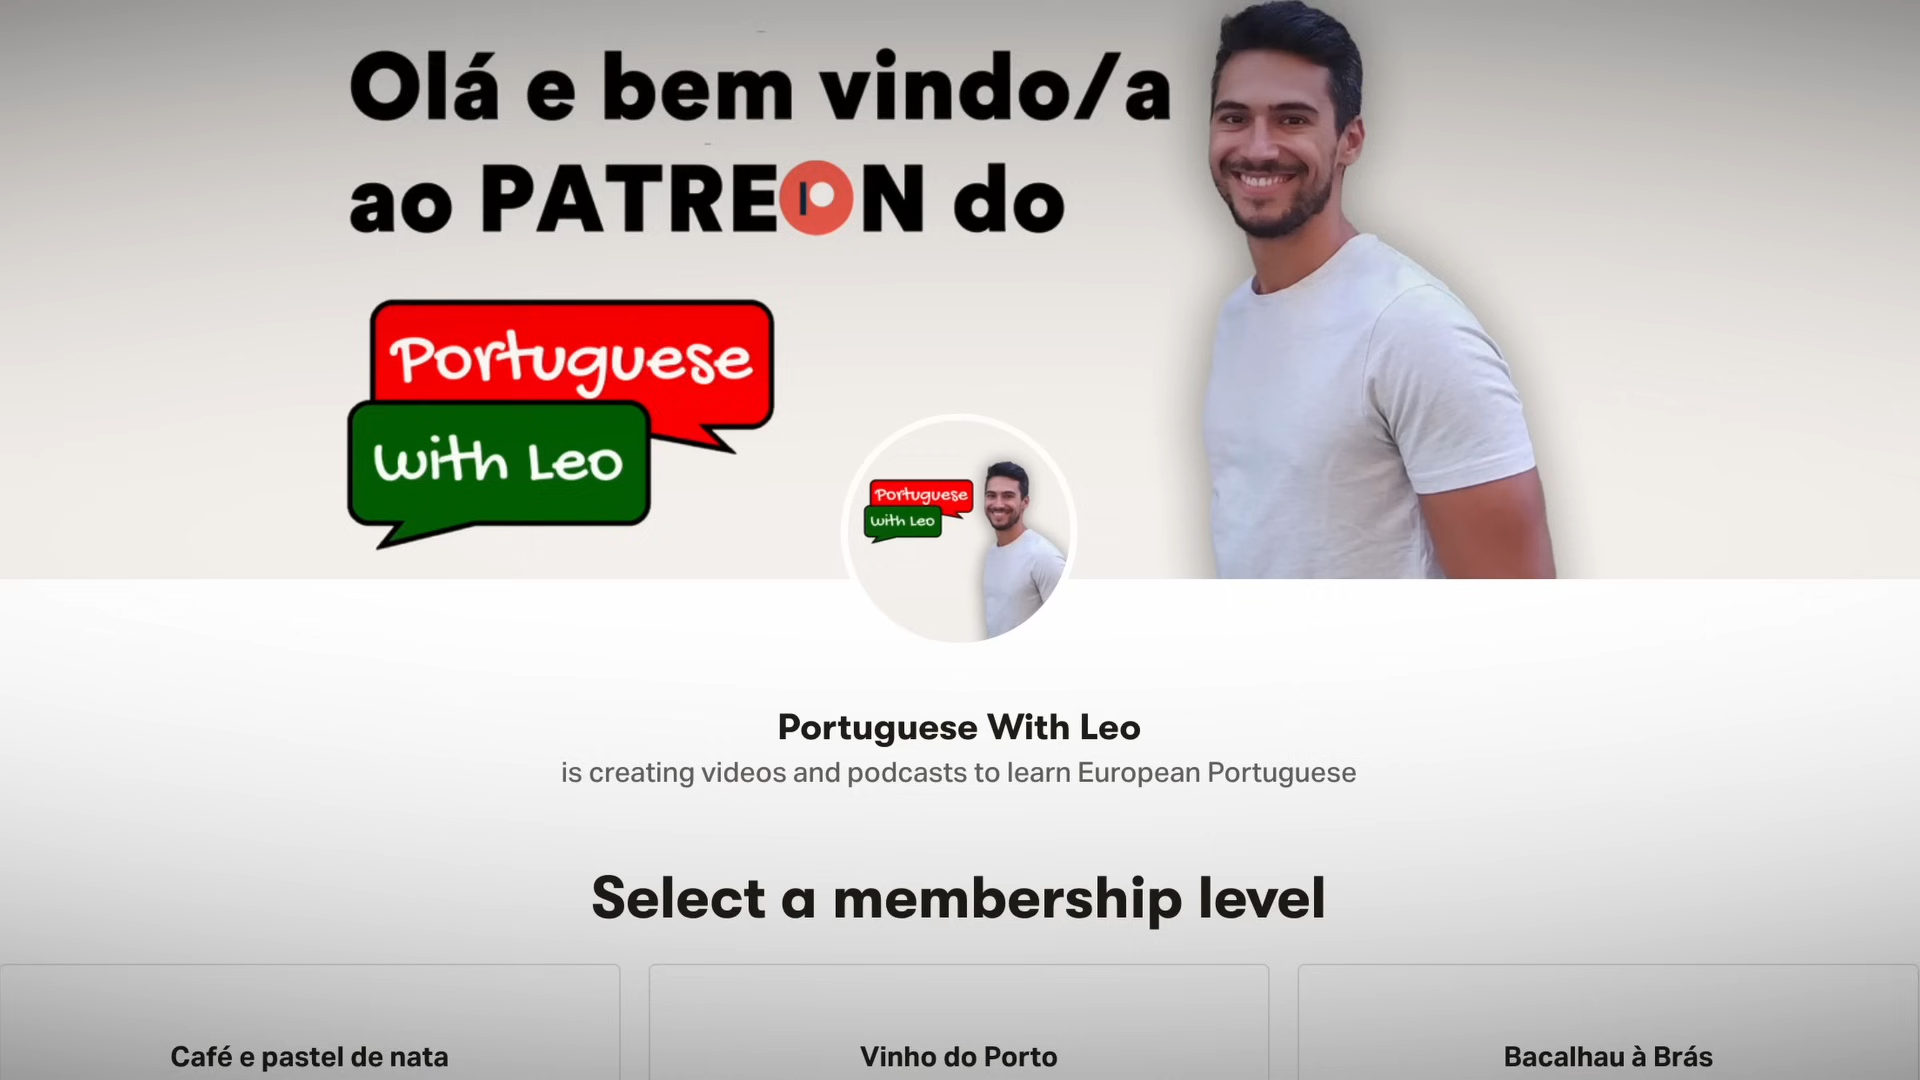 Olá e bem vindo/a
ao PATREON do
Portuguese
with Leo
Portuguese
with Leo
Portuguese With Leo
is creating videos and podcasts to learn European Portuguese
Select a membership level
Café e pastel de nata
Vinho do Porto
Bacalhau à Brás